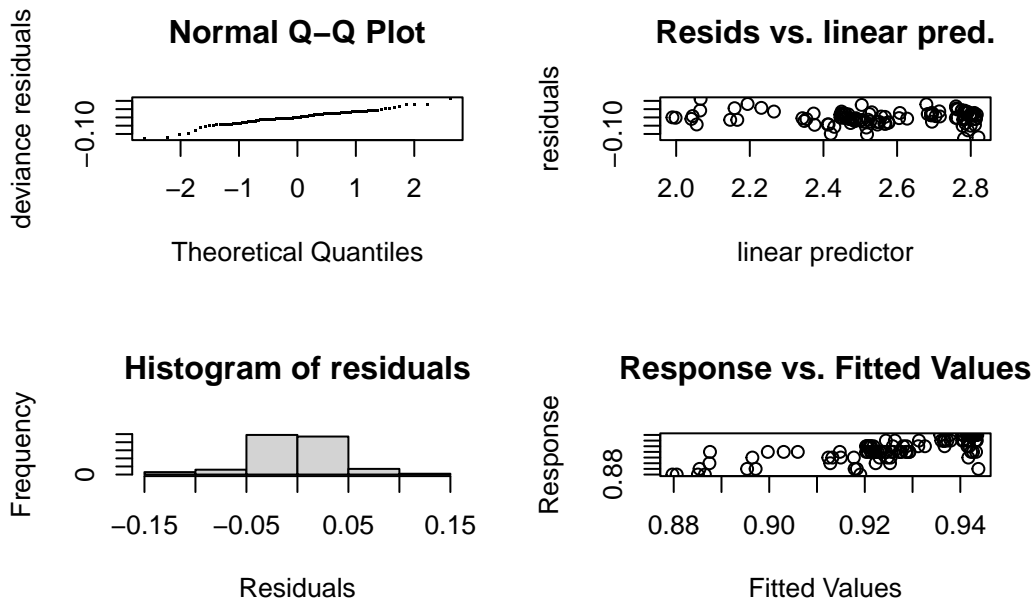 Normal Q−Q Plot
deviance residuals
−0.10
−2 −1 0 1 2
Theoretical Quantiles
Resids vs. linear pred.
residuals
−0.10
2.0 2.2 2.4 2.6 2.8
linear predictor
Histogram of residuals
Frequency
0
−0.15 −0.05 0.05 0.15
Residuals
Response vs. Fitted Values
Response
0.88
0.88 0.90 0.92 0.94
Fitted Values